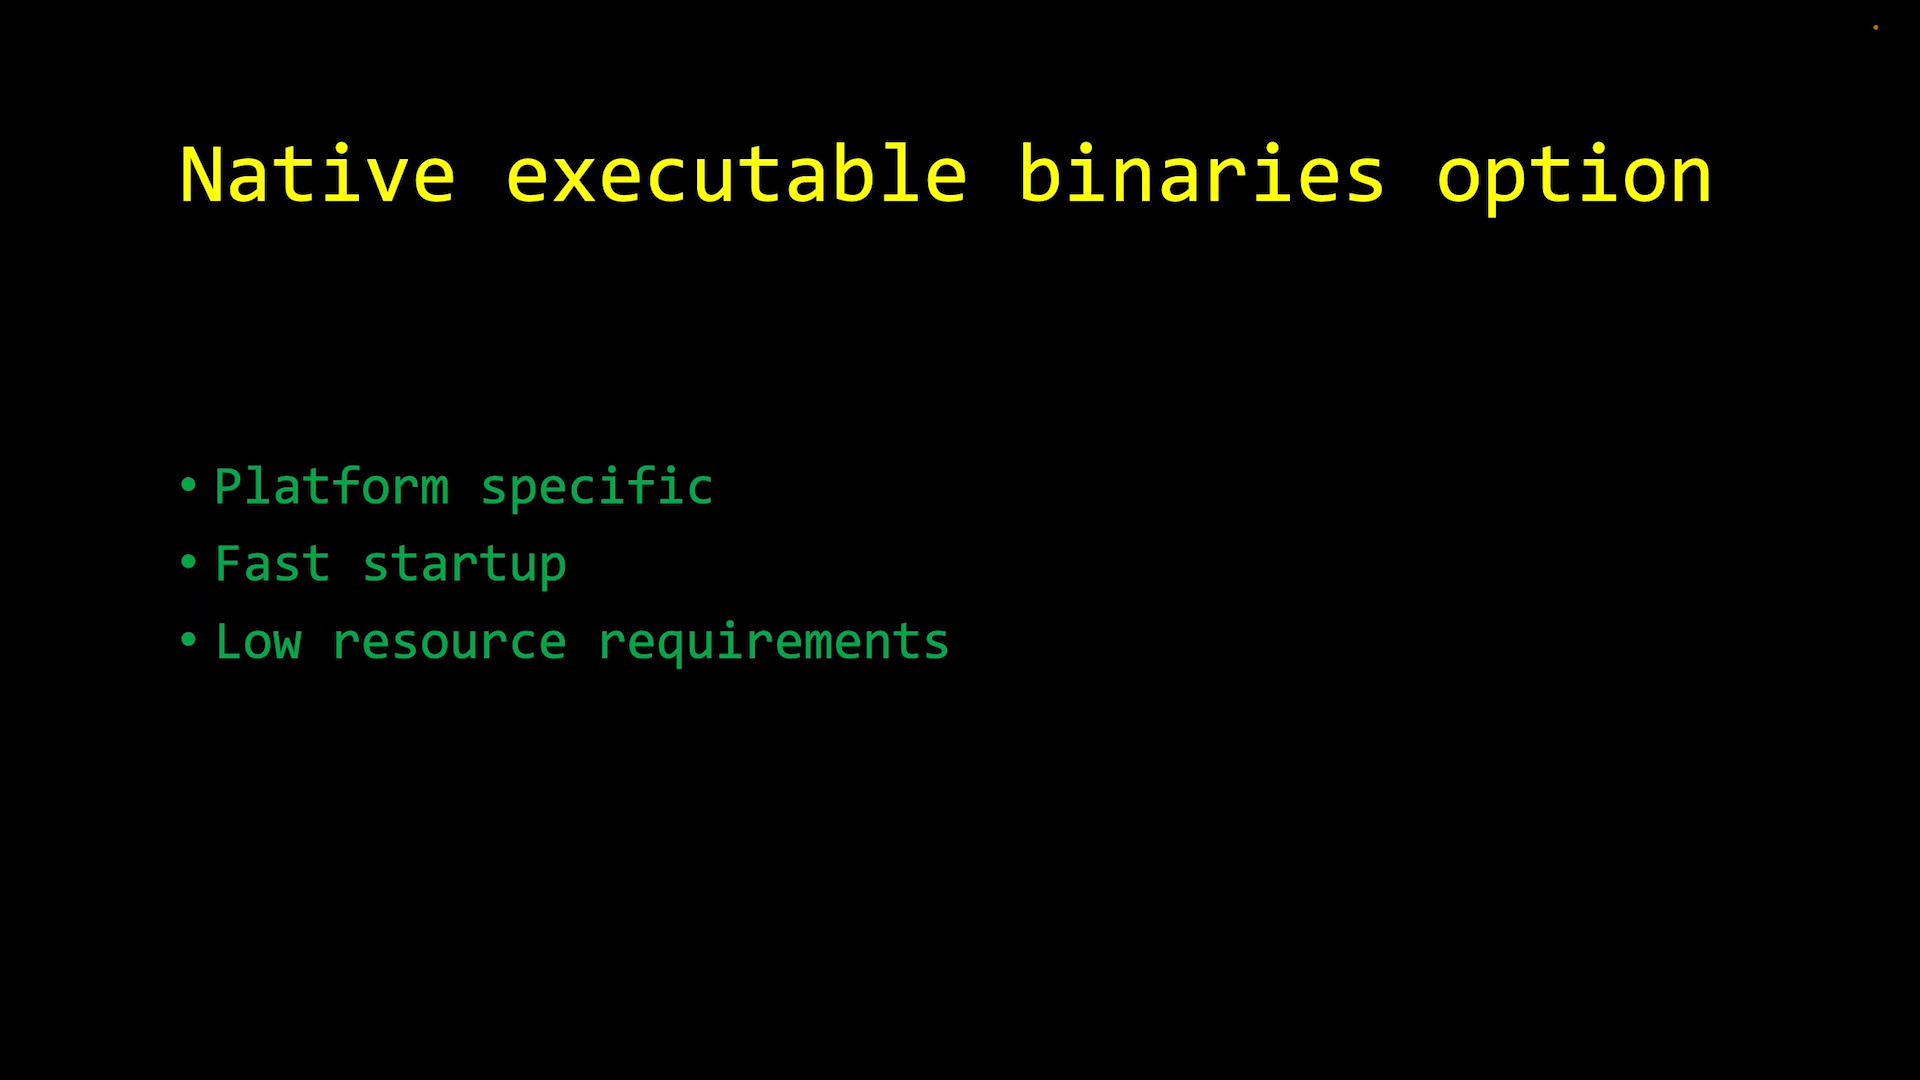 Native executable binaries option
• Platform specific
• Fast startup
• Low resource requirements